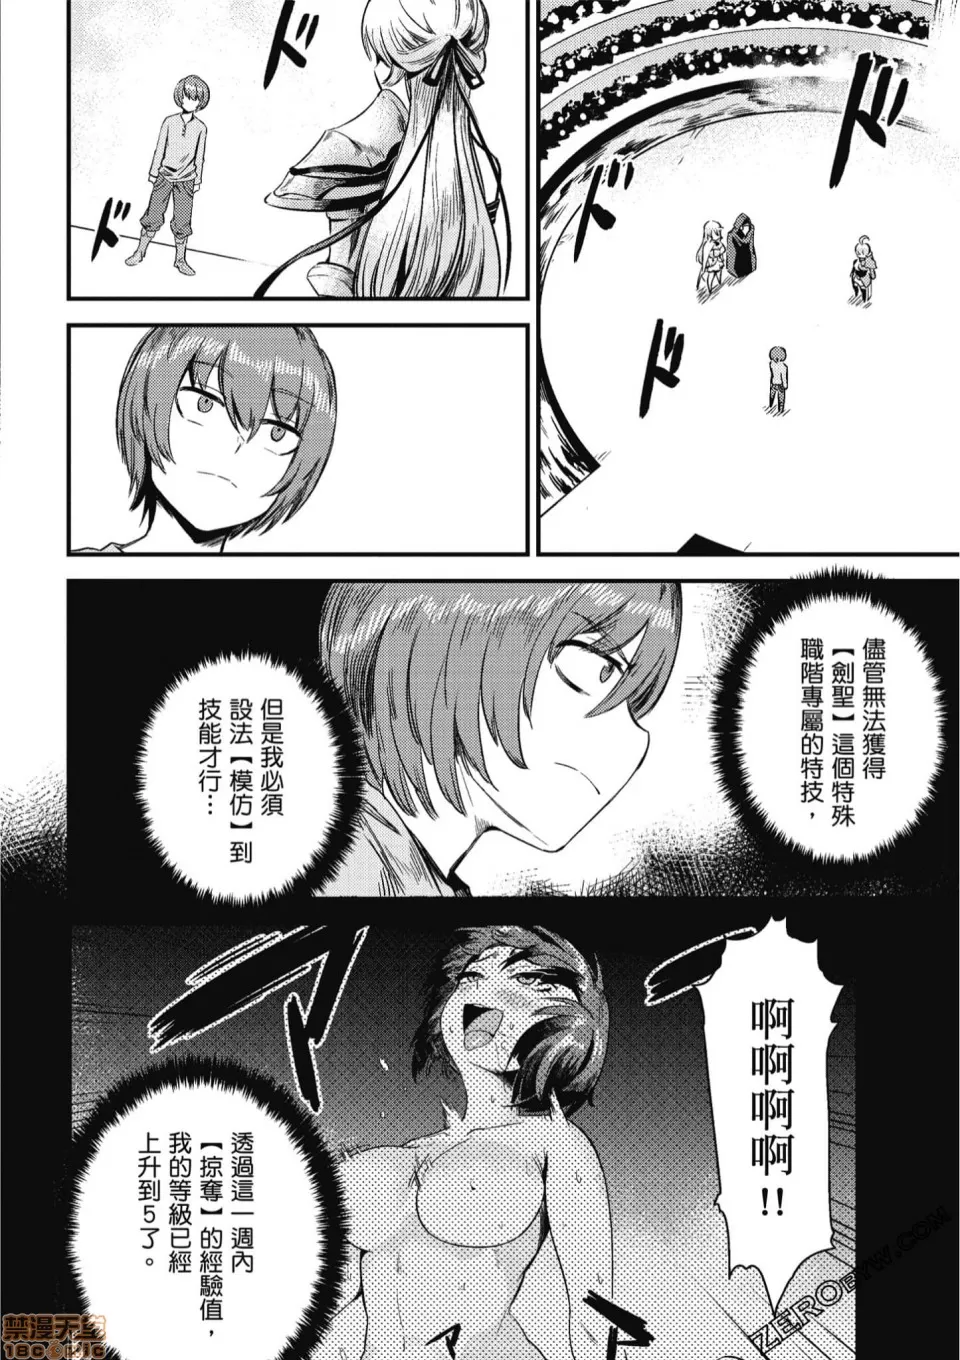 ド
ド
ド
ド
儘管無法獲得
【劍聖】這個特殊
職階專屬的特技，
但是我必須
設法【模仿】到
技能才行…
啊啊啊啊!!
透過這一週內
【掠奪】的經驗值，
我的等級已經
上升到5了。
禁漫天堂
18COMIC
ZEROBYW.COM